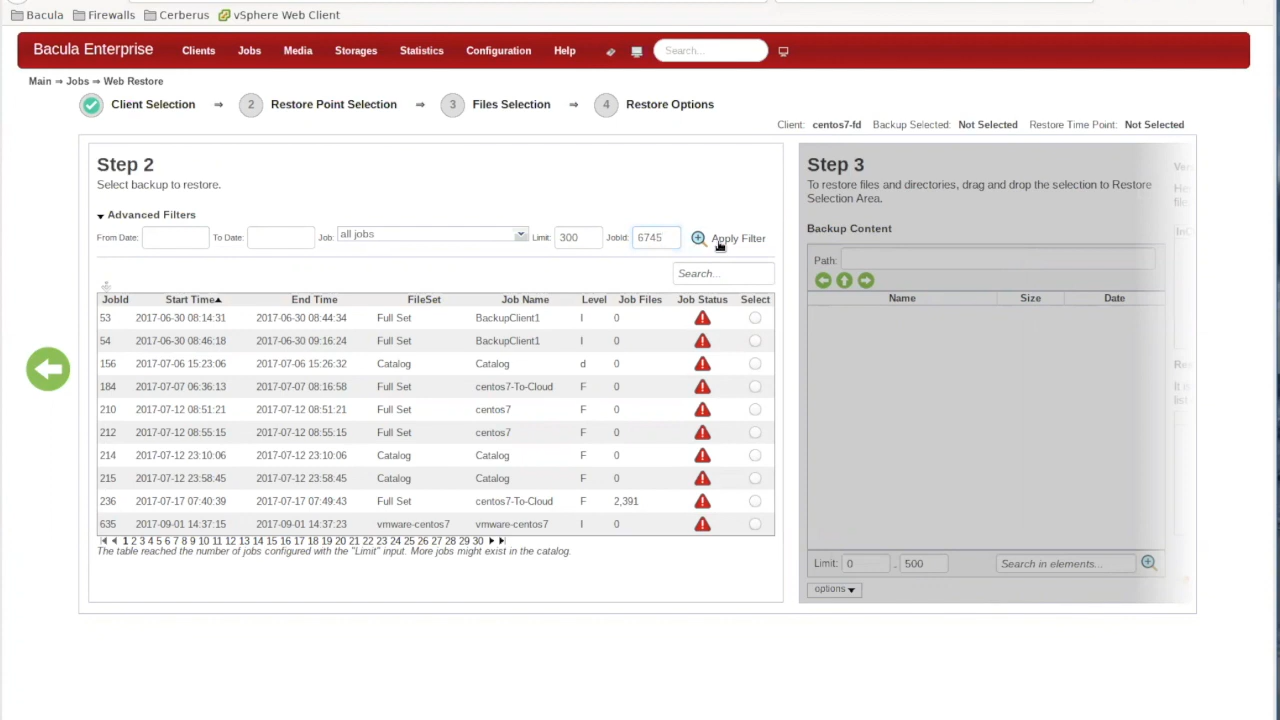 Bacula Firewalls Cerberus vSphere Web Client
Bacula Enterprise Clients Jobs Media Storages Statistics Configuration Help Search...
Main ⇒ Jobs ⇒ Web Restore
Client Selection ⇒ 2 Restore Point Selection ⇒ 3 Files Selection ⇒ 4 Restore Options
Client: centos7-fd Backup Selected: Not Selected Restore Time Point: Not Selected
Step 2
Select backup to restore.
Advanced Filters
From Date: To Date: Job: all jobs Limit: 300 JobId: 6745 Apply Filter
Search...
JobId Start Time▲ End Time FileSet Job Name Level Job Files Job Status Select
53 2017-06-30 08:14:31 2017-06-30 08:44:34 Full Set BackupClient1 I 0
54 2017-06-30 08:46:18 2017-06-30 09:16:24 Full Set BackupClient1 I 0
156 2017-07-06 15:23:06 2017-07-06 15:26:32 Catalog Catalog d 0
184 2017-07-07 06:36:13 2017-07-07 08:16:58 Full Set centos7-To-Cloud F 0
210 2017-07-12 08:51:21 2017-07-12 08:51:21 Full Set centos7 F 0
212 2017-07-12 08:55:15 2017-07-12 08:55:15 Full Set centos7 F 0
214 2017-07-12 23:10:06 2017-07-12 23:10:06 Catalog Catalog F 0
215 2017-07-12 23:58:45 2017-07-12 23:58:45 Catalog Catalog F 0
236 2017-07-17 07:40:39 2017-07-17 07:49:43 Full Set centos7-To-Cloud F 2,391
635 2017-09-01 14:37:15 2017-09-01 14:37:23 vmware-centos7 vmware-centos7 I 0
1 2 3 4 5 6 7 8 9 10 11 12 13 14 15 16 17 18 19 20 21 22 23 24 25 26 27 28 29 30
The table reached the number of jobs configured with the "Limit" input. More jobs might exist in the catalog.
Step 3
To restore files and directories, drag and drop the selection to Restore
Selection Area.
Backup Content
Path:
Name Size Date
Limit: 0 - 500 Search in elements...
options